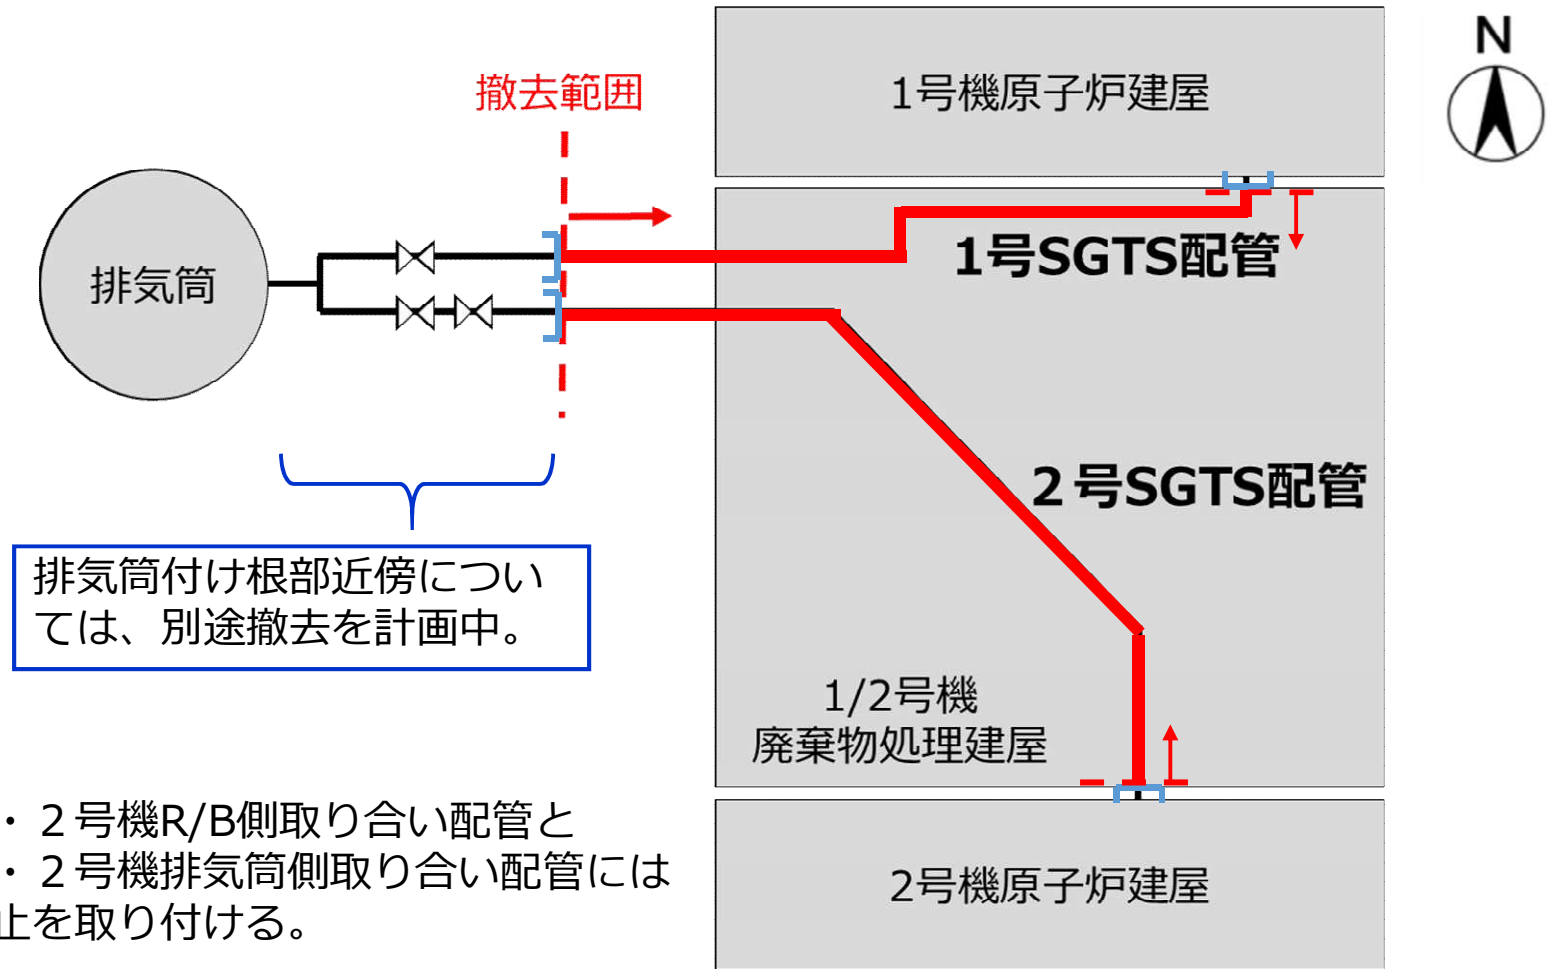 N
撤去範囲
1号機原子炉建屋
1号SGTS配管
排気筒
２号SGTS配管
排気筒付け根部近傍につい
ては、別途撤去を計画中。
1/2号機
廃棄物処理建屋
・２号機R/B側取り合い配管と
・２号機排気筒側取り合い配管には
止を取り付ける。
2号機原子炉建屋